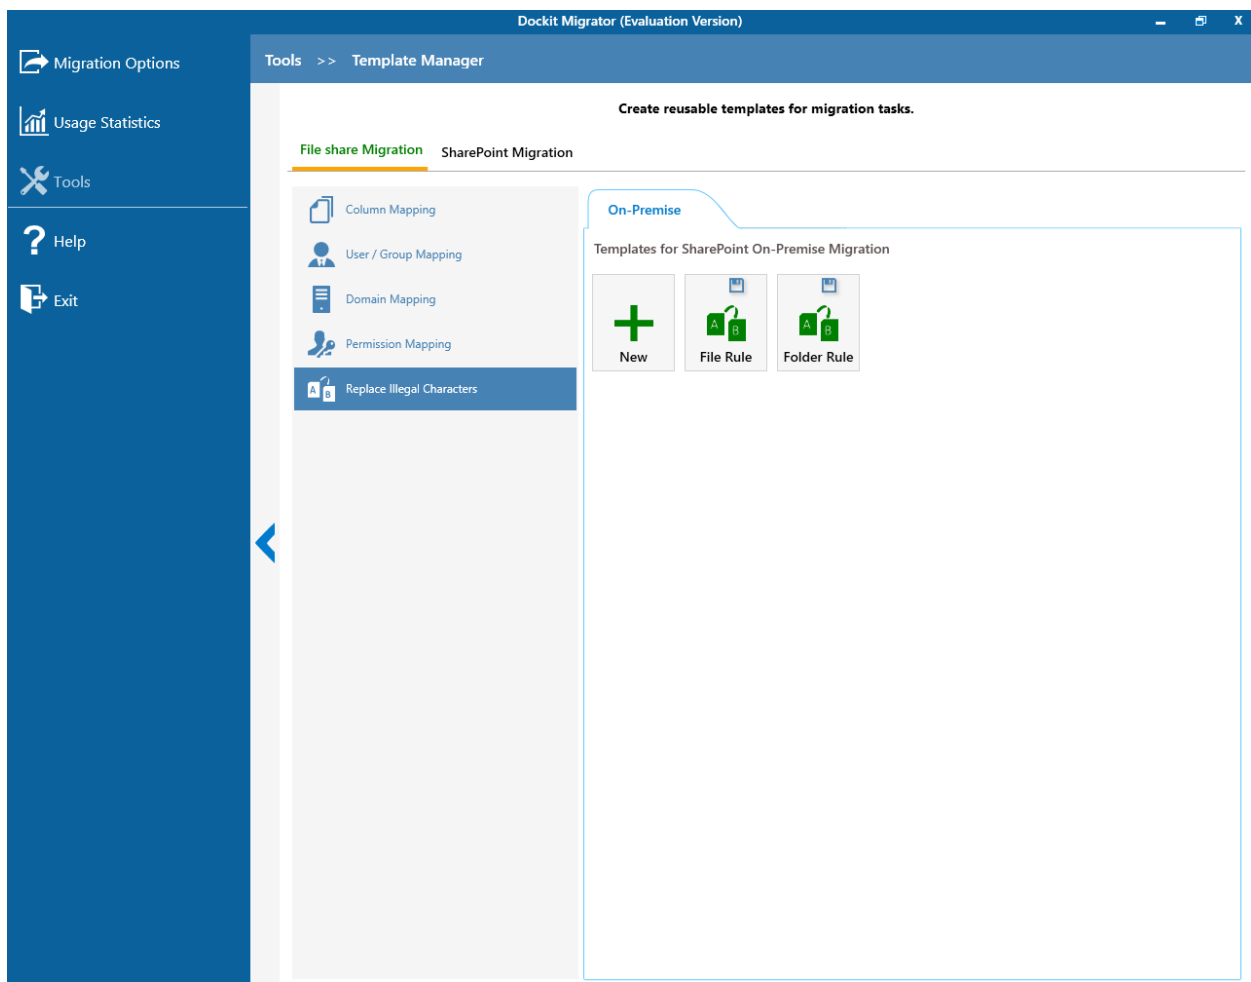 Dockit Migrator (Evaluation Version)
X
Migration Options
Usage Statistics
Tools
Help
Exit
Tools >> Template Manager
Create reusable templates for migration tasks.
File share Migration
SharePoint Migration
Column Mapping
User / Group Mapping
Domain Mapping
Permission Mapping
A B Replace Illegal Characters
On-Premise
Templates for SharePoint On-Premise Migration
New
A B
File Rule
A B
Folder Rule